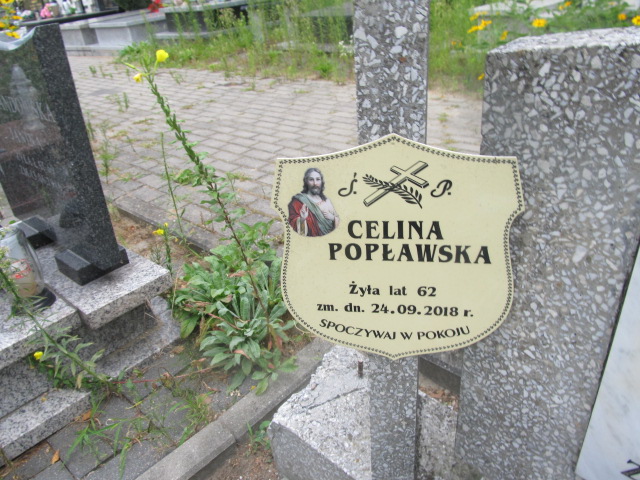 Ś. P.
CELINA
POPŁAWSKA
Żyła lat 62
zm. dn. 24.09.2018 r.
SPOCZYWAJ W POKOJU